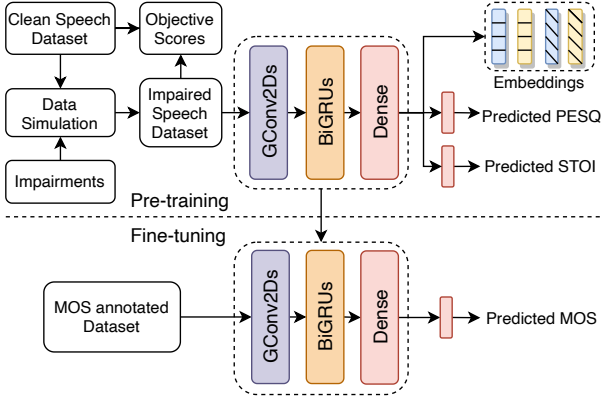 Clean Speech
Dataset
Objective
Scores
Data
Simulation
Impaired
Speech
Dataset
Impairments
GConv2Ds
BiGRUs
Dense
Embeddings
Predicted PESQ
Predicted STOI
Pre-training
Fine-tuning
MOS annotated
Dataset
GConv2Ds
BiGRUs
Dense
Predicted MOS